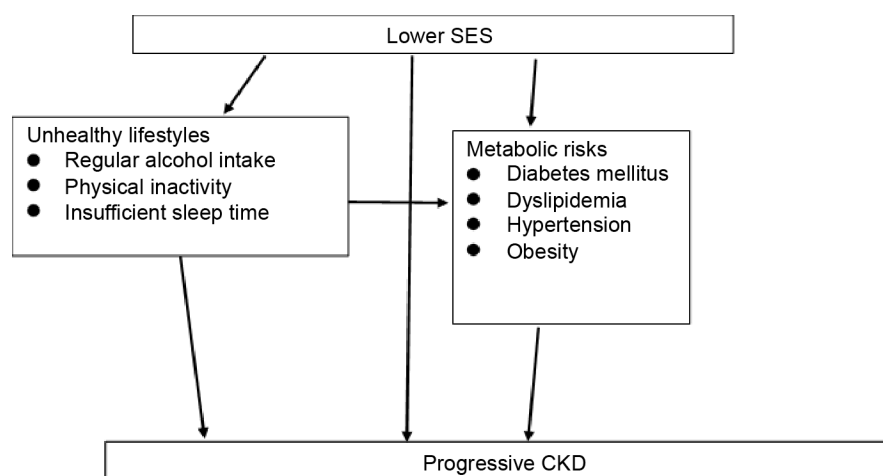 Lower SES
Unhealthy lifestyles
● Regular alcohol intake
● Physical inactivity
● Insufficient sleep time
Metabolic risks
● Diabetes mellitus
● Dyslipidemia
● Hypertension
● Obesity
Progressive CKD